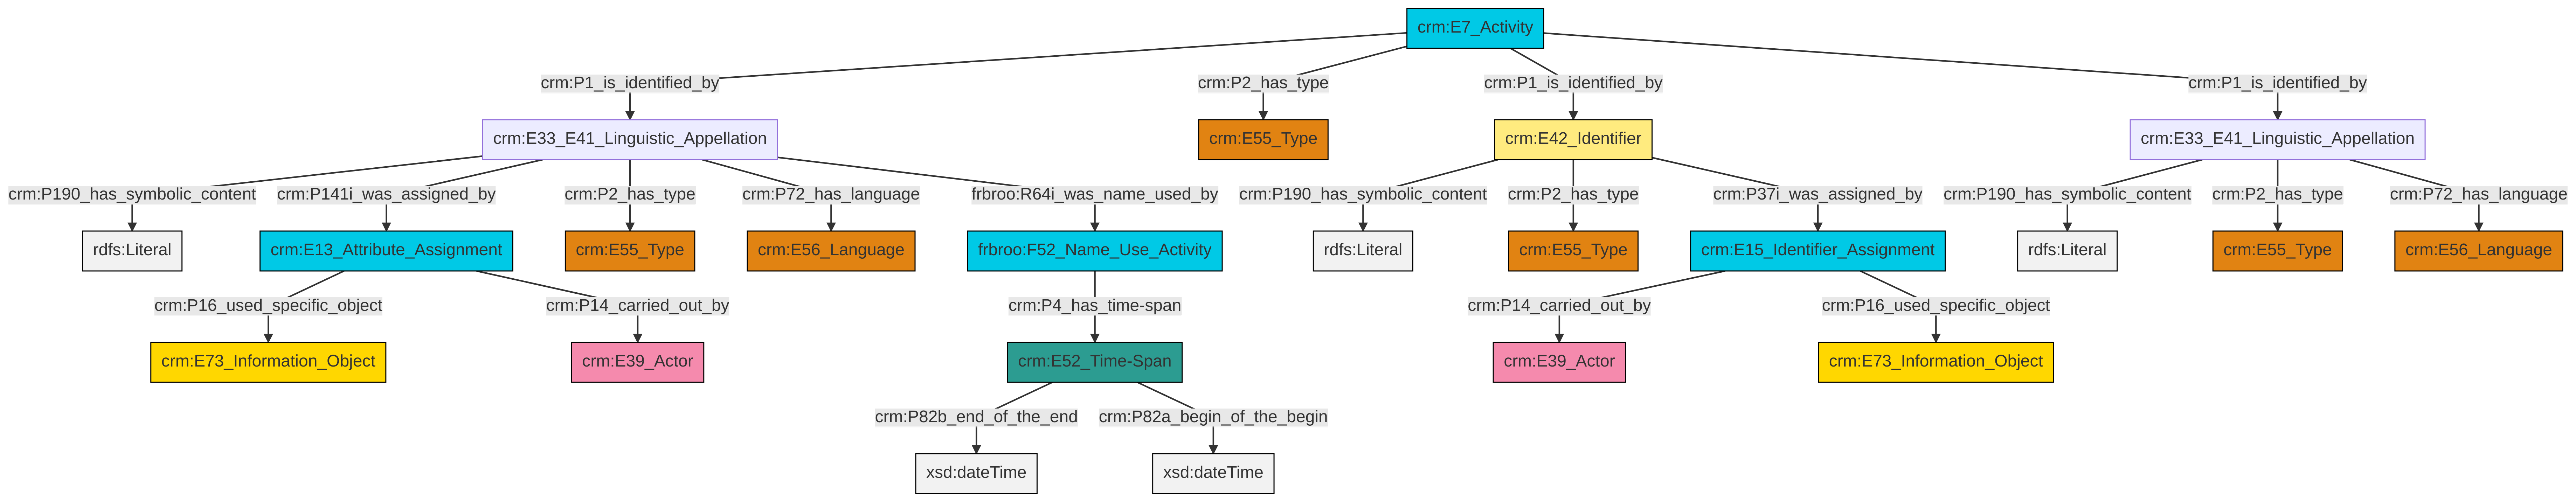 crm:E7_Activity
crm:P1_is_identified_by
crm:P2_has_type
crm:P1_is_identified_by
crm:P1_is_identified_by
crm:E33_E41_Linguistic_Appellation
crm:E55_Type
crm:E42_Identifier
crm:E33_E41_Linguistic_Appellation
crm:P190_has_symbolic_content
crm:P141i_was_assigned_by
crm:P2_has_type
crm:P72_has_language
frbroo:R64i_was_name_used_by
crm:P190_has_symbolic_content
crm:P2_has_type
crm:P37i_was_assigned_by
crm:P190_has_symbolic_content
crm:P2_has_type
crm:P72_has_language
rdfs:Literal
crm:E13_Attribute_Assignment
crm:E55_Type
crm:E56_Language
frbroo:F52_Name_Use_Activity
rdfs:Literal
crm:E55_Type
crm:E15_Identifier_Assignment
rdfs:Literal
crm:E55_Type
crm:E56_Language
crm:P16_used_specific_object
crm:P14_carried_out_by
crm:P4_has_time-span
crm:P14_carried_out_by
crm:P16_used_specific_object
crm:E73_Information_Object
crm:E39_Actor
crm:E52_Time-Span
crm:E39_Actor
crm:E73_Information_Object
crm:P82b_end_of_the_end
crm:P82a_begin_of_the_begin
xsd:dateTime
xsd:dateTime